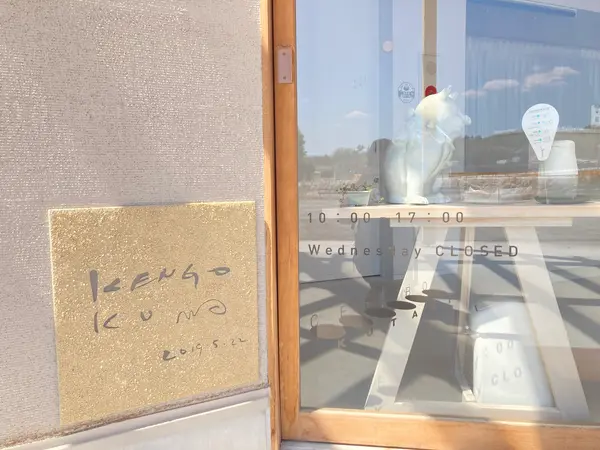 KENGO
KUMA
2019 5.22
10:00-17:00
Wednesday CLOSED